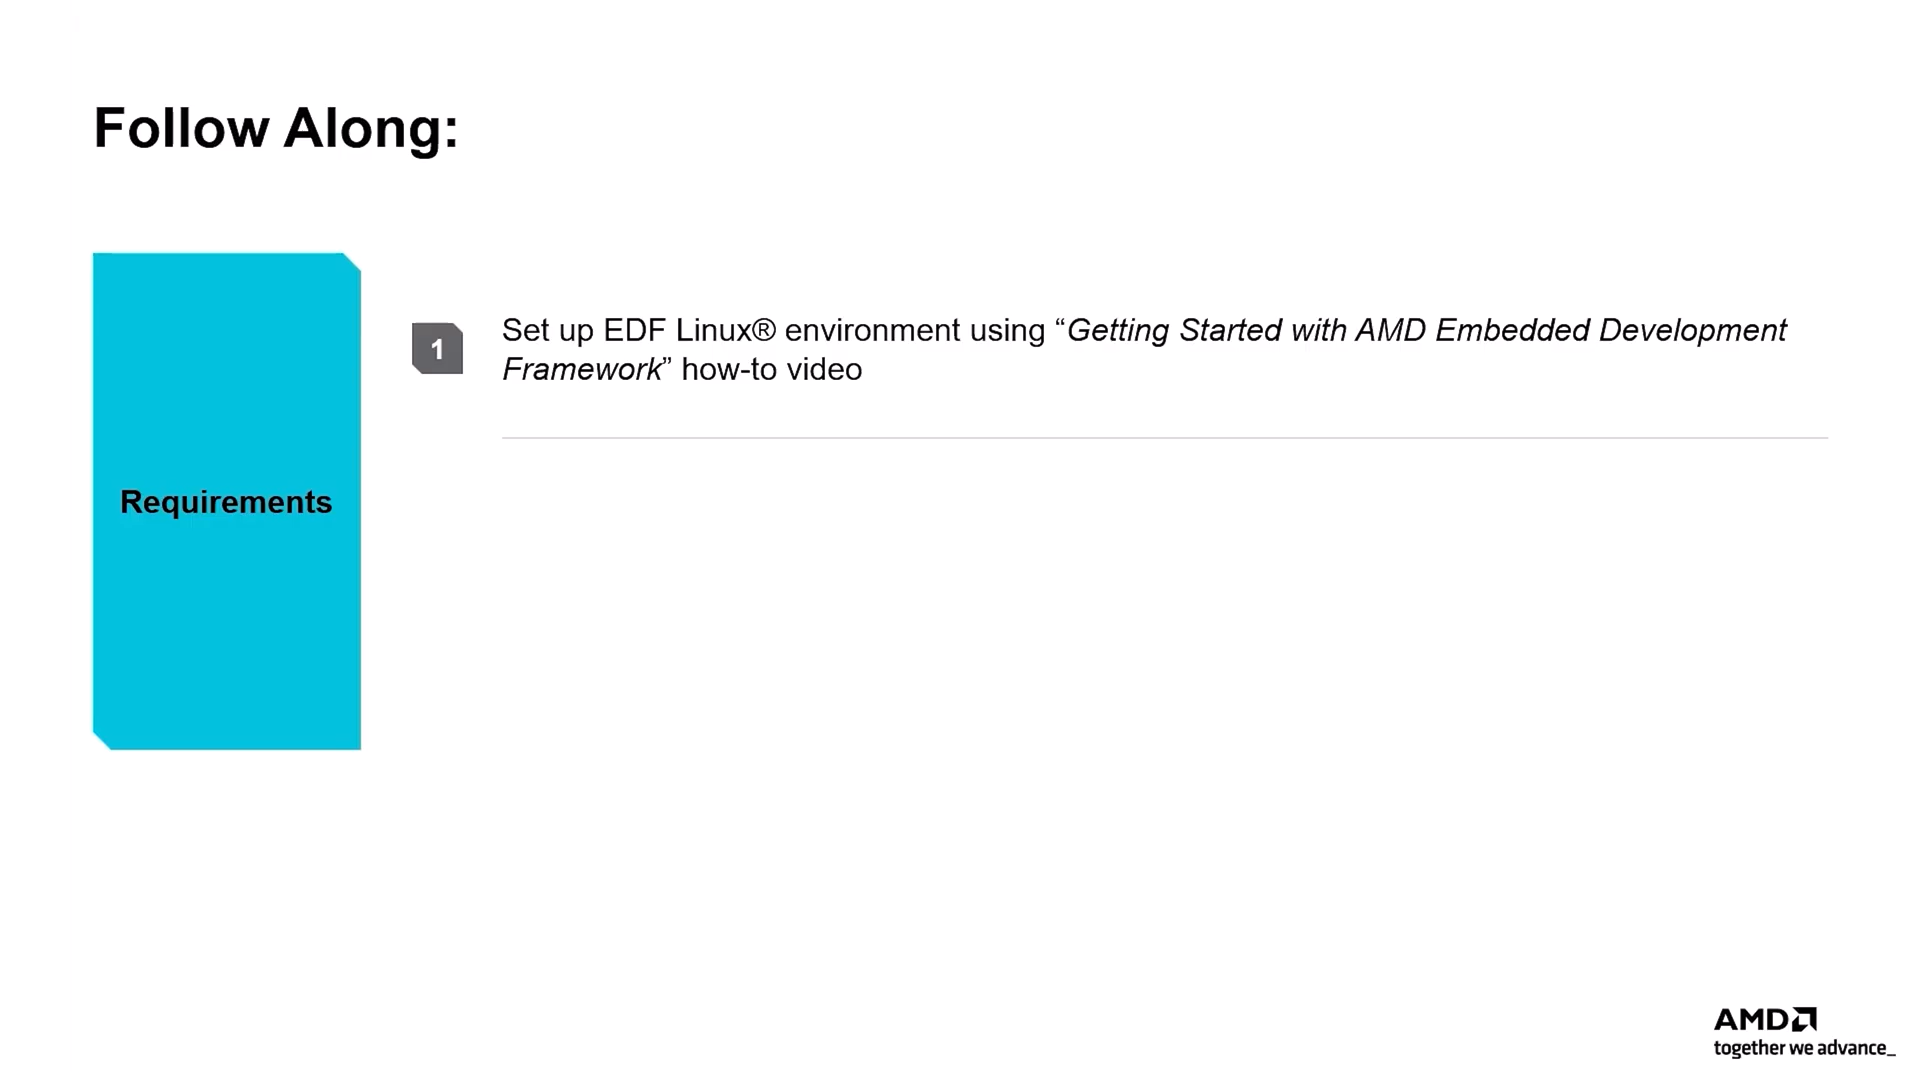 Follow Along:
Requirements
1
Set up EDF Linux® environment using “Getting Started with AMD Embedded Development
Framework” how-to video
AMD
together we advance_